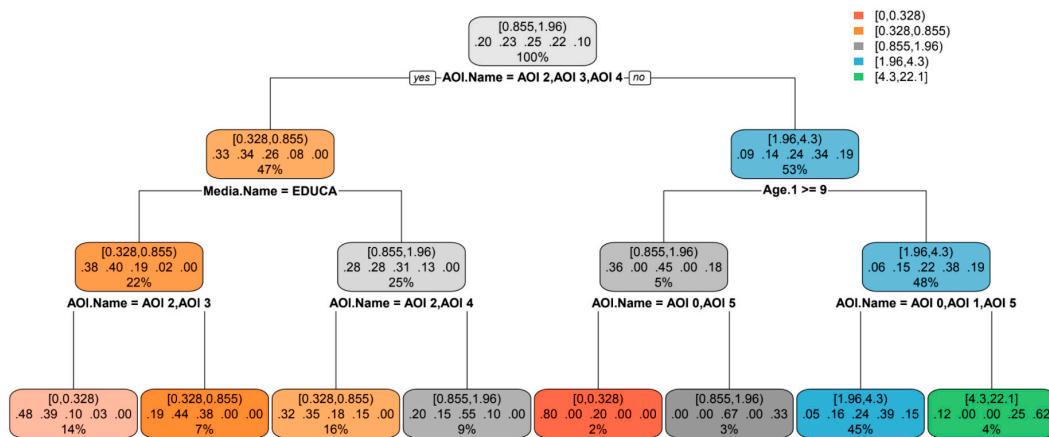 [0.855,1.96)
.20 .23 .25 .22 .10
100%
[0,0.328)
[0.328,0.855)
[0.855,1.96)
[1.96,4.3)
[4.3,22.1]
yes AOI.Name = AOI 2,AOI 3,AOI 4 no
[0.328,0.855)
.33 .34 .26 .08 .00
47%
[1.96,4.3)
.09 .14 .24 .34 .19
53%
Media.Name = EDUCA
Age.1 >= 9
[0.328,0.855)
.38 .40 .19 .02 .00
22%
[0.855,1.96)
.28 .28 .31 .13 .00
25%
[0.855,1.96)
.36 .00 .45 .00 .18
5%
[1.96,4.3)
.06 .15 .22 .38 .19
48%
AOI.Name = AOI 2,AOI 3
AOI.Name = AOI 2,AOI 4
AOI.Name = AOI 0,AOI 5
AOI.Name = AOI 0,AOI 1,AOI 5
[0,0.328)
.48 .39 .10 .03 .00
14%
[0.328,0.855)
.19 .44 .38 .00 .00
7%
[0.328,0.855)
.32 .35 .18 .15 .00
16%
[0.855,1.96)
.20 .15 .55 .10 .00
9%
[0,0.328)
.80 .00 .20 .00 .00
2%
[0.855,1.96)
.00 .00 .67 .00 .33
3%
[1.96,4.3)
.05 .16 .24 .39 .15
45%
[4.3,22.1]
.12 .00 .00 .25 .62
4%